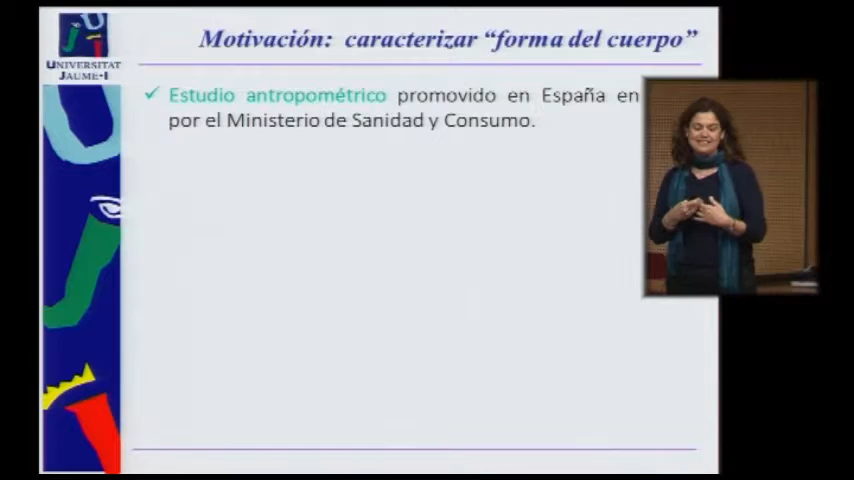 Motivación: caracterizar “forma del cuerpo”
UNIVERSITAT
JAUME·I
✓ Estudio antropométrico promovido en España en
por el Ministerio de Sanidad y Consumo.